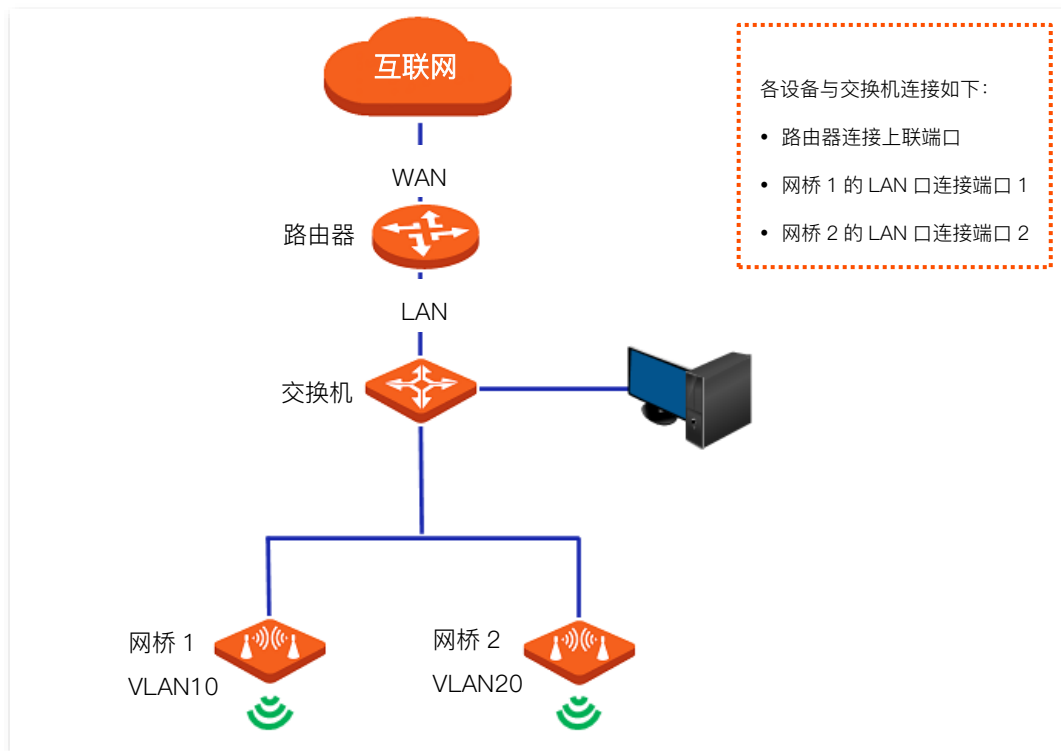 互联网
各设备与交换机连接如下：
• 路由器连接上联端口
• 网桥 1 的 LAN 口连接端口 1
• 网桥 2 的 LAN 口连接端口 2
WAN
路由器
LAN
交换机
网桥 1
VLAN10
网桥 2
VLAN20